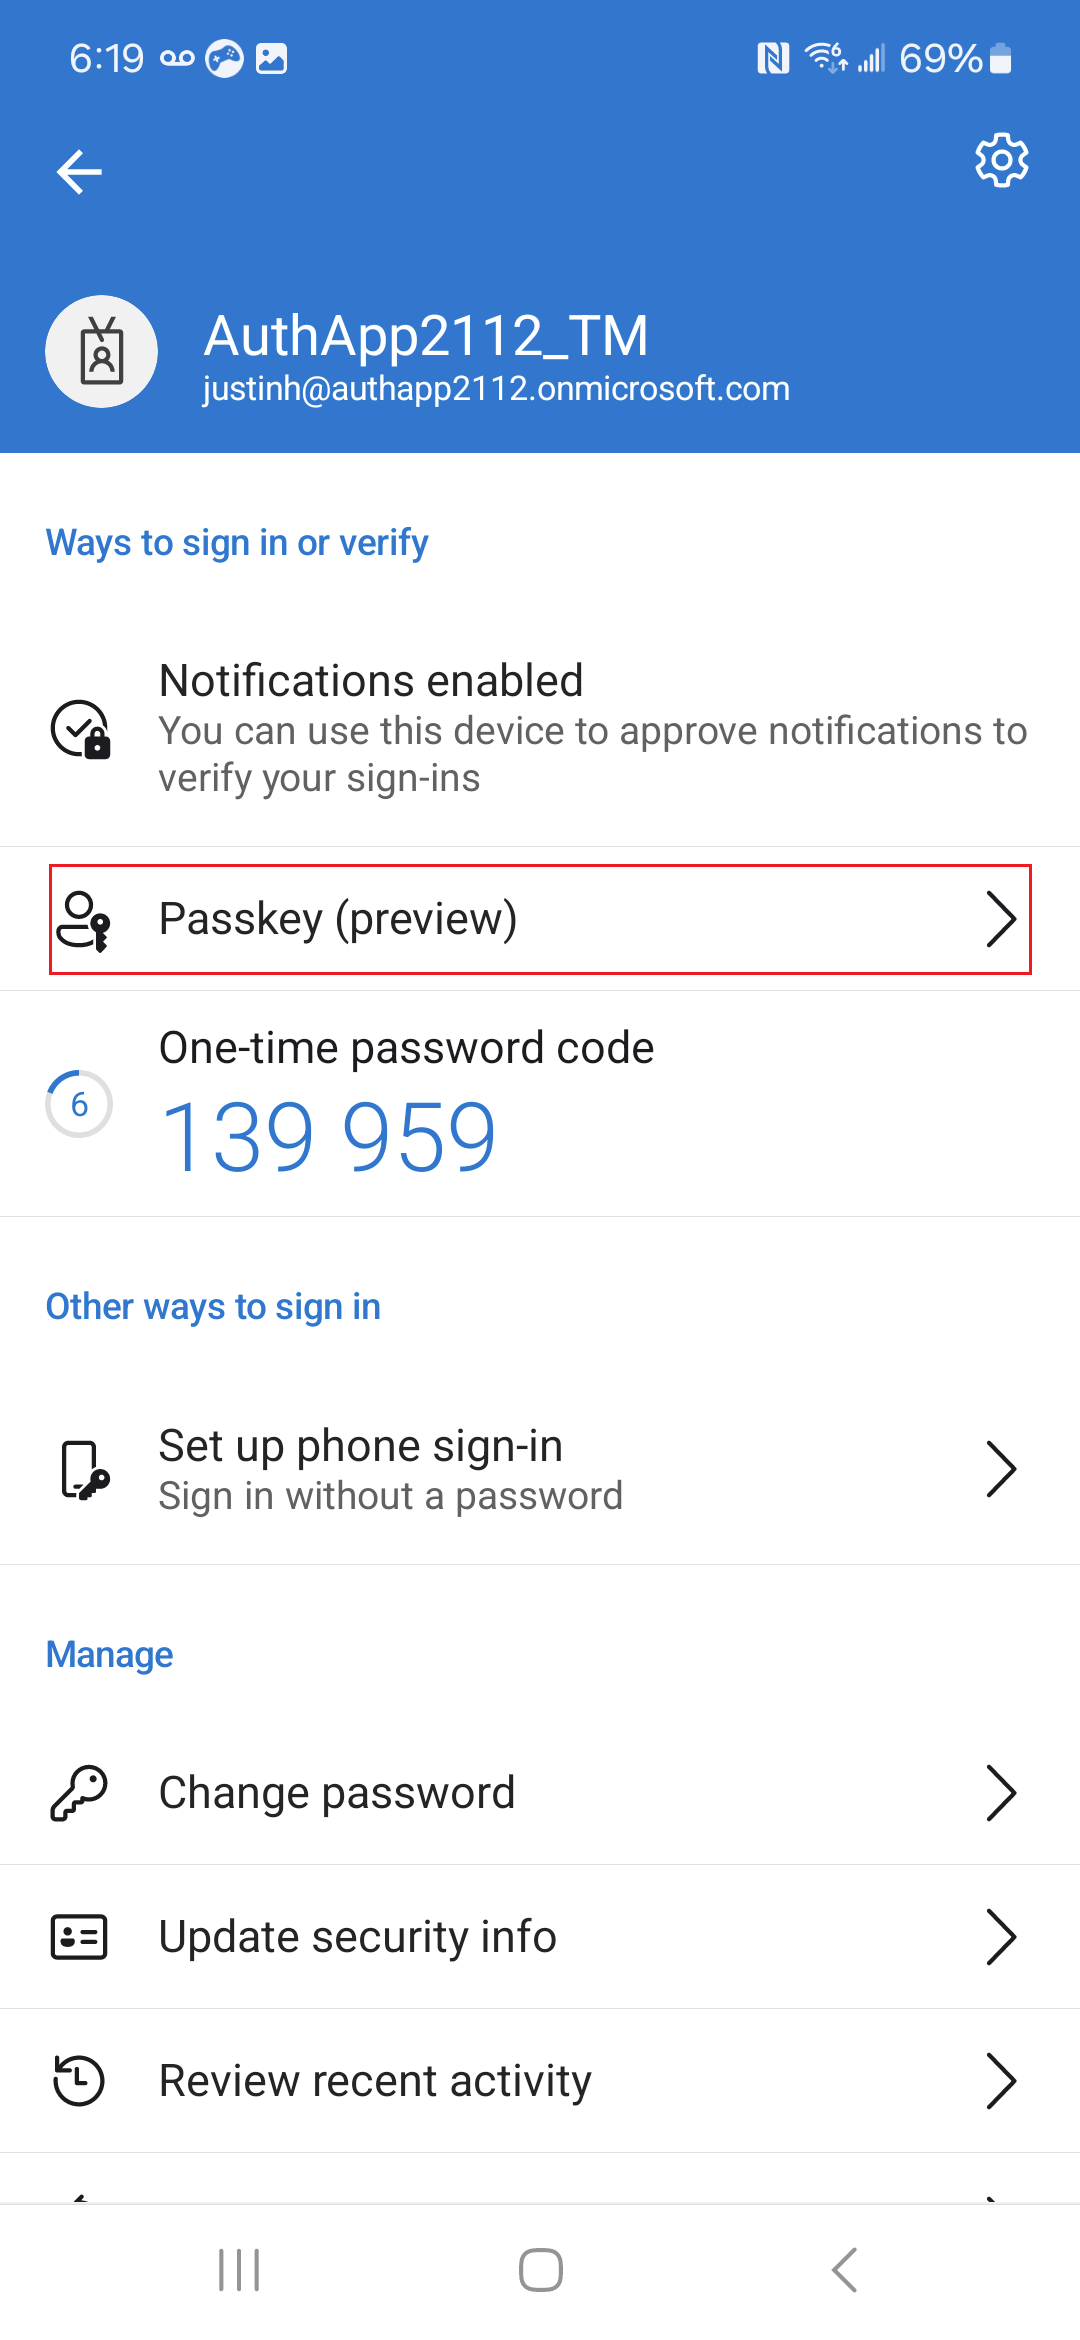 6:19
6
69%
AuthApp2112_TM
justinh@authapp2112.onmicrosoft.com
Ways to sign in or verify
Notifications enabled
You can use this device to approve notifications to
verify your sign-ins
Passkey (preview)
One-time password code
6
139 959
Other ways to sign in
Set up phone sign-in
Sign in without a password
Manage
Change password
Update security info
Review recent activity